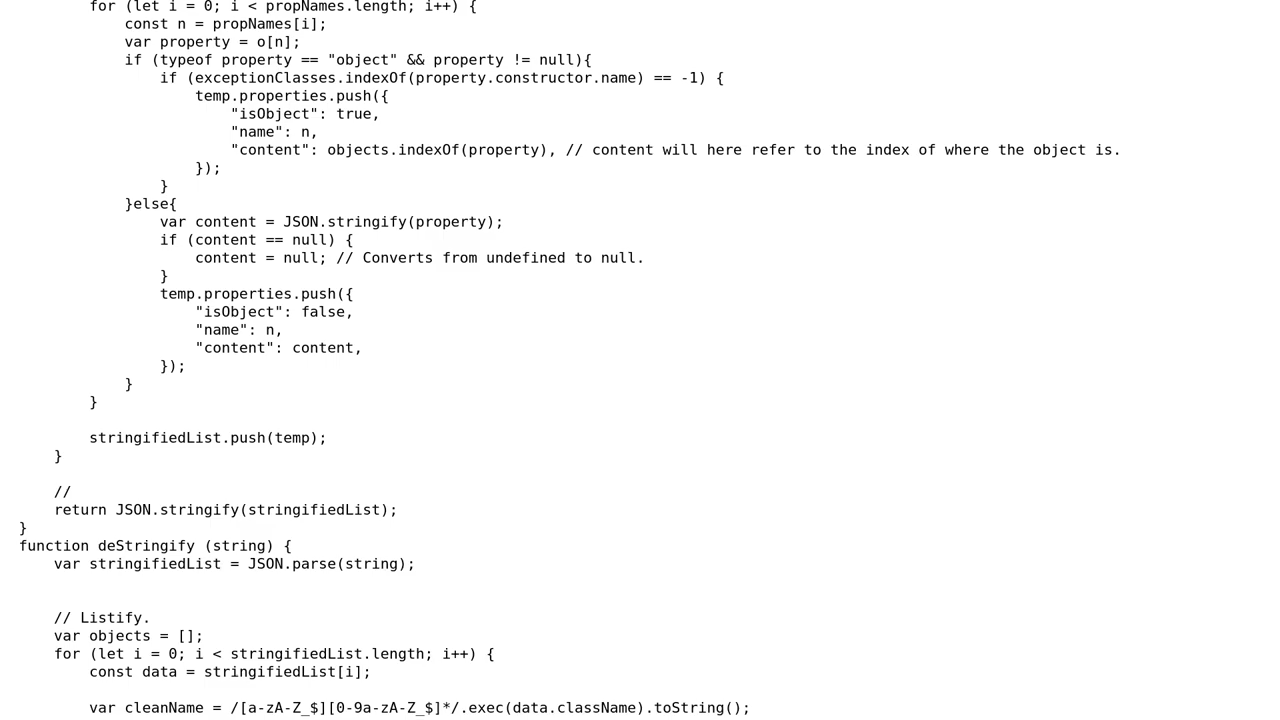 for (let i = 0; i < propNames.length; i++) {
const n = propNames[i];
var property = o[n];
if (typeof property == "object" && property != null){
if (exceptionClasses.indexOf(property.constructor.name) == -1) {
temp.properties.push({
"isObject": true,
"name": n,
"content": objects.indexOf(property), // content will here refer to the index of where the object is.
});
}
}else{
var content = JSON.stringify(property);
if (content == null) {
content = null; // Converts from undefined to null.
}
temp.properties.push({
"isObject": false,
"name": n,
"content": content,
});
}
}
stringifiedList.push(temp);
}
//
return JSON.stringify(stringifiedList);
}
function deStringify (string) {
var stringifiedList = JSON.parse(string);
// Listify.
var objects = [];
for (let i = 0; i < stringifiedList.length; i++) {
const data = stringifiedList[i];
var cleanName = /[a-zA-Z_$][0-9a-zA-Z_$]*/.exec(data.className).toString();